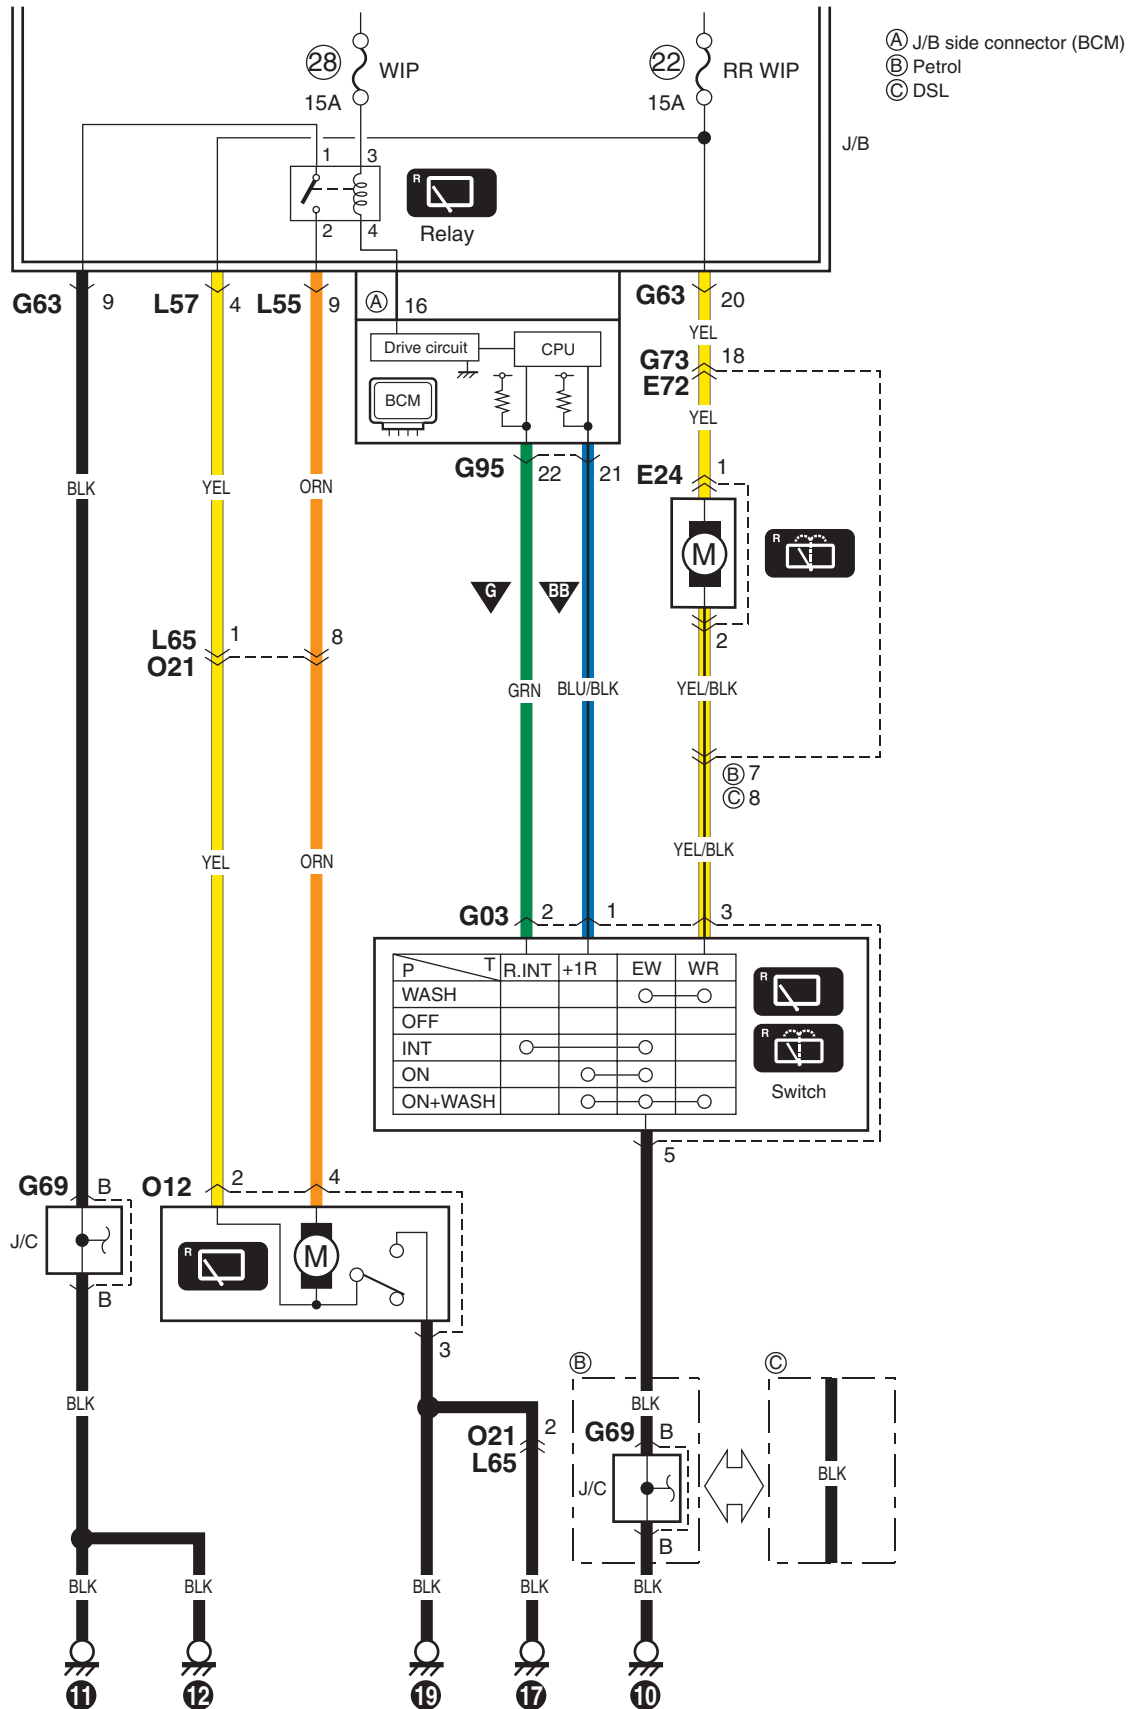 28
WIP
15A
22
RR WIP
15A
A J/B side connector (BCM)
B Petrol
C DSL
J/B
1
3
2
4
R
Relay
G63
9
L57
4
L55
9
A
16
G63
20
YEL
Drive circuit
CPU
BCM
G73
18
E72
YEL
G95
22
21
E24
1
BLK
YEL
ORN
M
R
2
G
BB
L65
1
8
O21
GRN
BLU/BLK
YEL/BLK
B 7
C 8
YEL
ORN
YEL/BLK
G03
2
1
3
P
T
R.INT
+1R
EW
WR
WASH
OFF
INT
ON
ON+WASH
R
R
Switch
5
G69
B
J/C
B
O12
2
4
R
M
3
B
C
BLK
BLK
O21
2
L65
G69
B
J/C
B
BLK
BLK
BLK
BLK
BLK
BLK
11
12
19
17
10